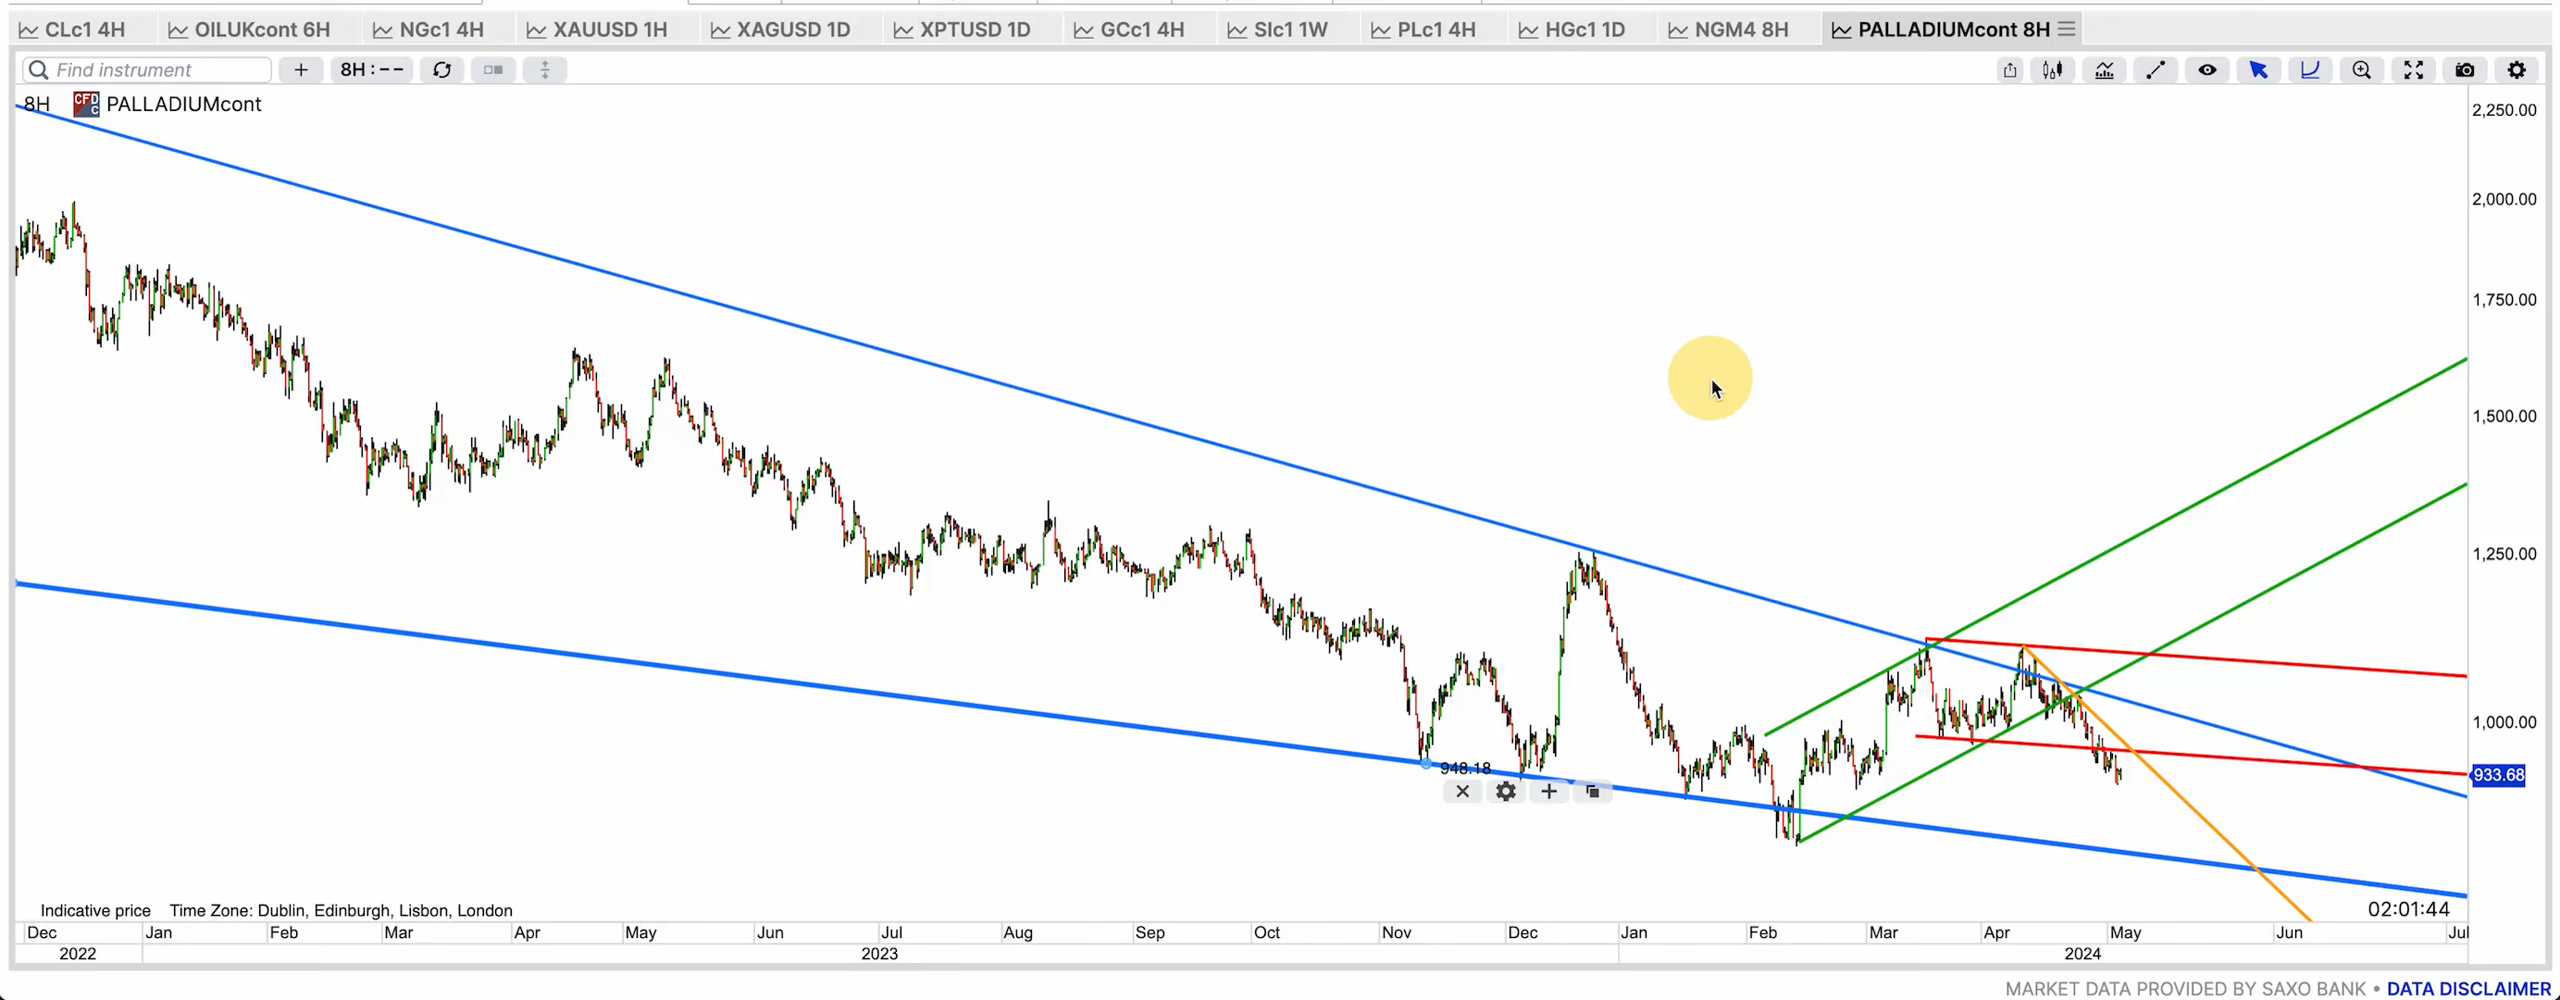 CLc1 4H OILUKcont 6H NGc1 4H XAUUSD 1H XAGUSD 1D XPTUSD 1D GCc1 4H SIc1 1W PLc1 4H HGc1 1D NGM4 8H PALLADIUMcont 8H
Find instrument 8H : --
8H CFD C PALLADIUMcont
2,250.00
2,000.00
1,750.00
1,500.00
1,250.00
1,000.00
948.18
933.68
Indicative price Time Zone: Dublin, Edinburgh, Lisbon, London 02:01:44
Dec Jan Feb Mar Apr May Jun Jul Aug Sep Oct Nov Dec Jan Feb Mar Apr May Jun Jul
2022 2023 2024
MARKET DATA PROVIDED BY SAXO BANK • DATA DISCLAIMER